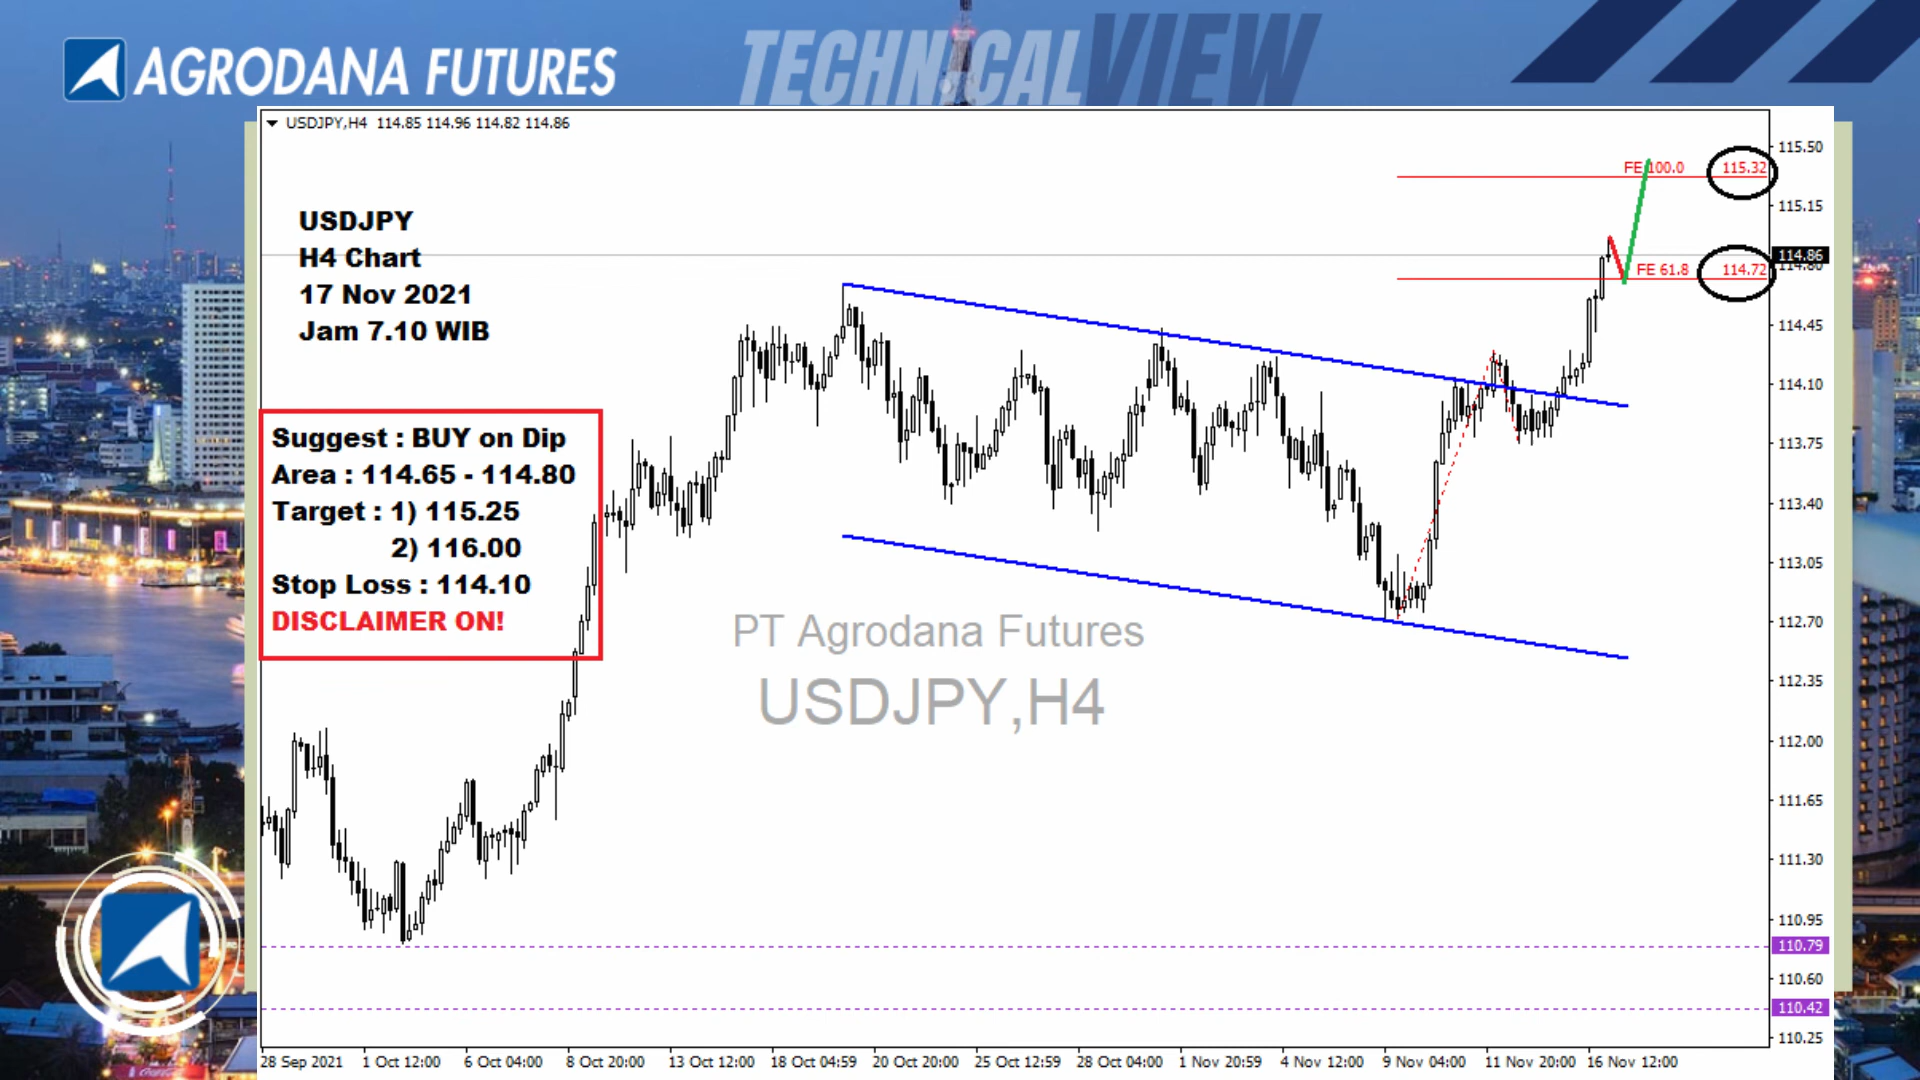 AGRODANA FUTURES
TECHNICAL VIEW
USDJPY,H4 114.85 114.96 114.82 114.86
USDJPY
H4 Chart
17 Nov 2021
Jam 7.10 WIB
Suggest : BUY on Dip
Area : 114.65 - 114.80
Target : 1) 115.25
2) 116.00
Stop Loss : 114.10
DISCLAIMER ON!
FE 100.0 115.32
FE 61.8 114.72
PT Agrodana Futures
USDJPY,H4
115.50
115.15
114.86
114.80
114.45
114.10
113.75
113.40
113.05
112.70
112.35
112.00
111.65
111.30
110.95
110.79
110.60
110.42
110.25
28 Sep 2021 1 Oct 12:00 6 Oct 04:00 8 Oct 20:00 13 Oct 12:00 18 Oct 04:59 20 Oct 20:00 25 Oct 12:59 28 Oct 04:00 1 Nov 20:59 4 Nov 12:00 9 Nov 04:00 11 Nov 20:00 16 Nov 12:00